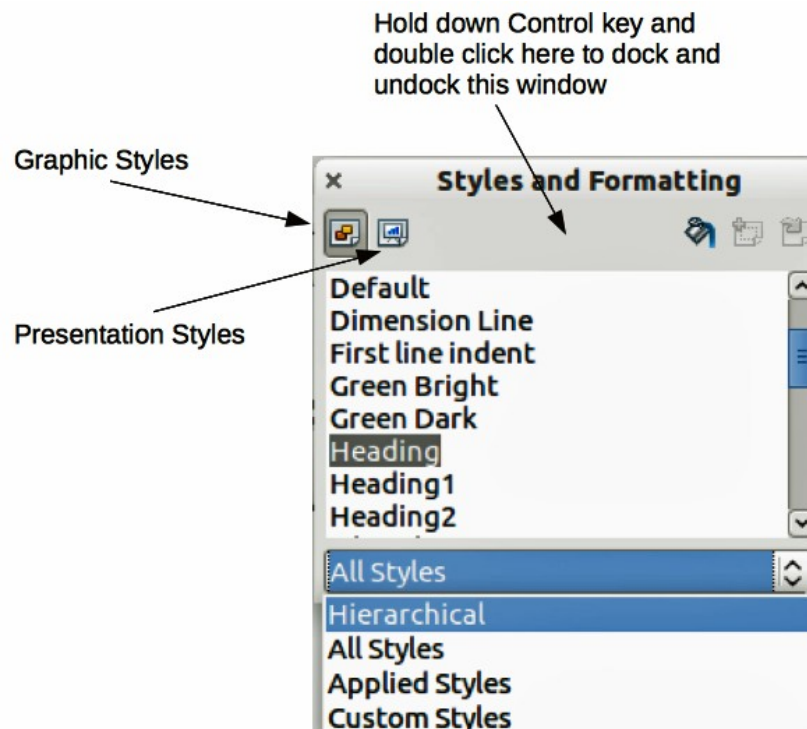 Hold down Control key and
double click here to dock and
undock this window
Graphic Styles
Styles and Formatting
Presentation Styles
Default
Dimension Line
First line indent
Green Bright
Green Dark
Heading
Heading1
Heading2
All Styles
Hierarchical
All Styles
Applied Styles
Custom Styles